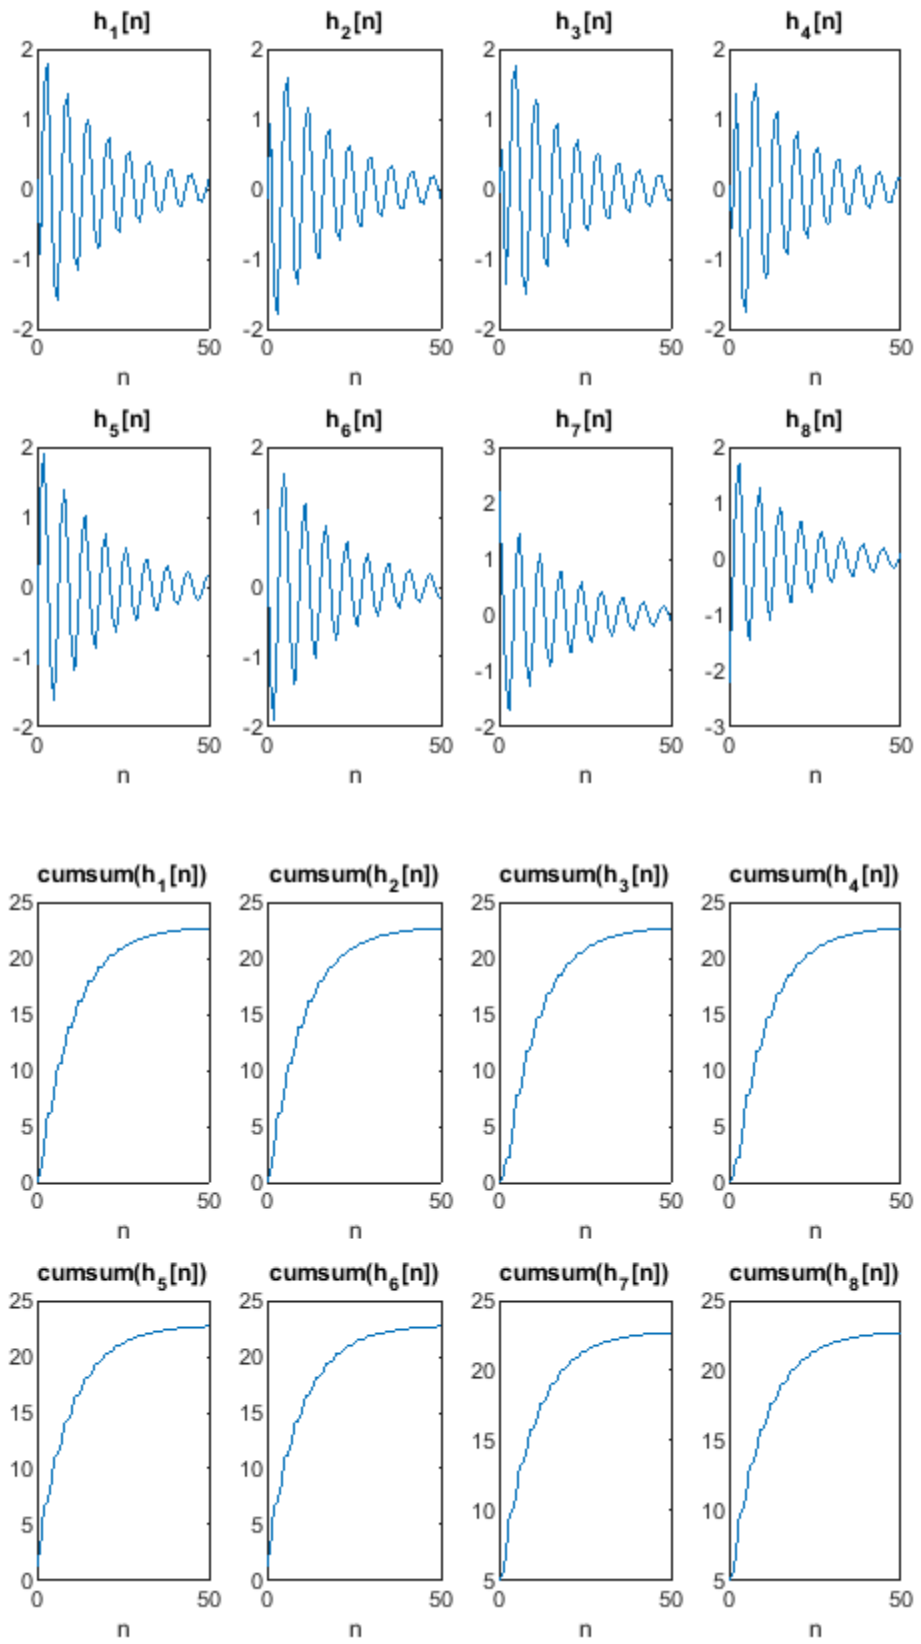 h1[n] h2[n] h3[n] h4[n]
2 2 2 2
1 1 1 1
0 0 0 0
-1 -1 -1 -1
-2 -2 -2 -2
0 50 0 50 0 50 0 50
n n n n
h5[n] h6[n] h7[n] h8[n]
2 2 3 2
1 1 2 1
0 0 1 0
-1 -1 0 -1
-2 -2 -1 -2
-2 -3
0 50 0 50 0 50 0 50
n n n n
cumsum(h1[n]) cumsum(h2[n]) cumsum(h3[n]) cumsum(h4[n])
25 25 25 25
20 20 20 20
15 15 15 15
10 10 10 10
5 5 5 5
0 0 0 0
0 50 0 50 0 50 0 50
n n n n
cumsum(h5[n]) cumsum(h6[n]) cumsum(h7[n]) cumsum(h8[n])
25 25 25 25
20 20 20 20
15 15 15 15
10 10 10 10
5 5 5 5
0 0
0 50 0 50 0 50 0 50
n n n n